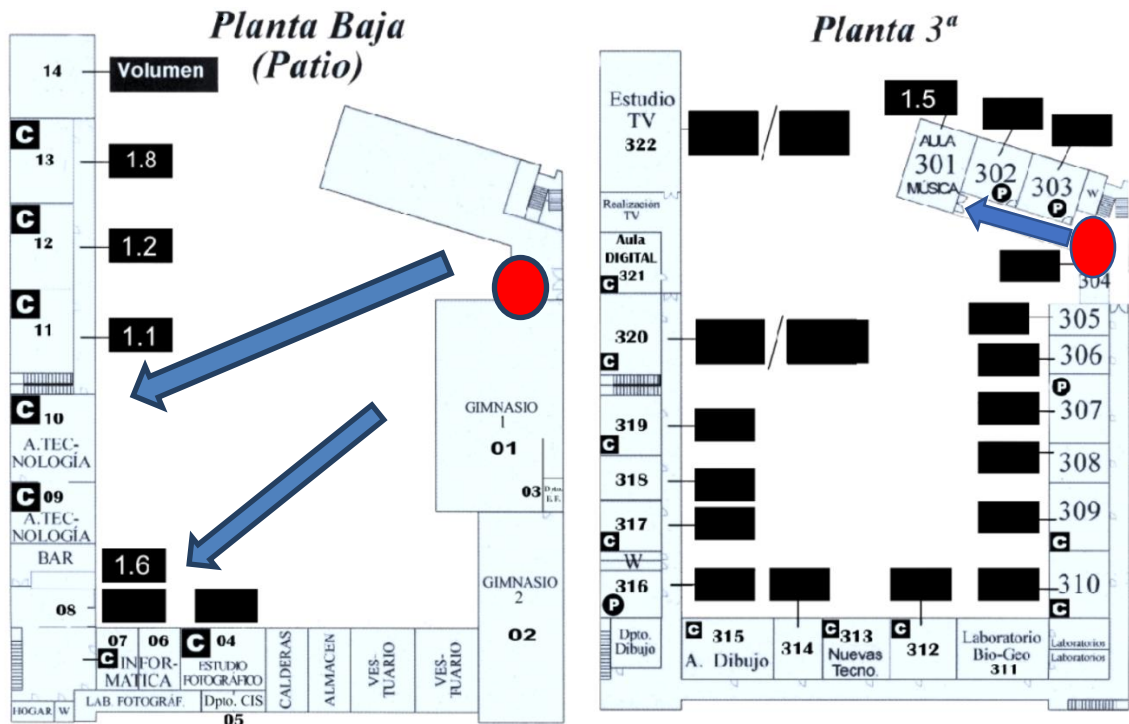 Planta Baja
(Patio)
14
Volumen
C
13
1.8
C
12
1.2
C
11
1.1
C 10
A.TEC-
NOLOGÍA
C 09
A.TEC-
NOLOGÍA
BAR
1.6
08
07 06
C INFOR-
MATICA
C 04
ESTUDIO
FOTOGRÁFICO
CALDERAS
ALMACEN
VES-
TUARIO
VES-
TUARIO
LAB. FOTOGRÁF.
Dpto. CIS
05
HOGAR W
GIMNASIO
1
01
03
Dpto.
E.F.
GIMNASIO
2
02
Planta 3ª
Estudio
TV
322
Realización
TV
Aula
DIGITAL
C 321
320
C
319
C
318
317
C
W
316
P
Dpto.
Dibujo
C 315
A. Dibujo
314
C 313
Nuevas
Tecno.
C
312
Laboratorio
Bio-Geo
311
Laboratorios
Laboratorios
1.5
AULA
301
MÚSICA
302
P
303
P
W
304
305
306
P
307
308
309
C
310
C